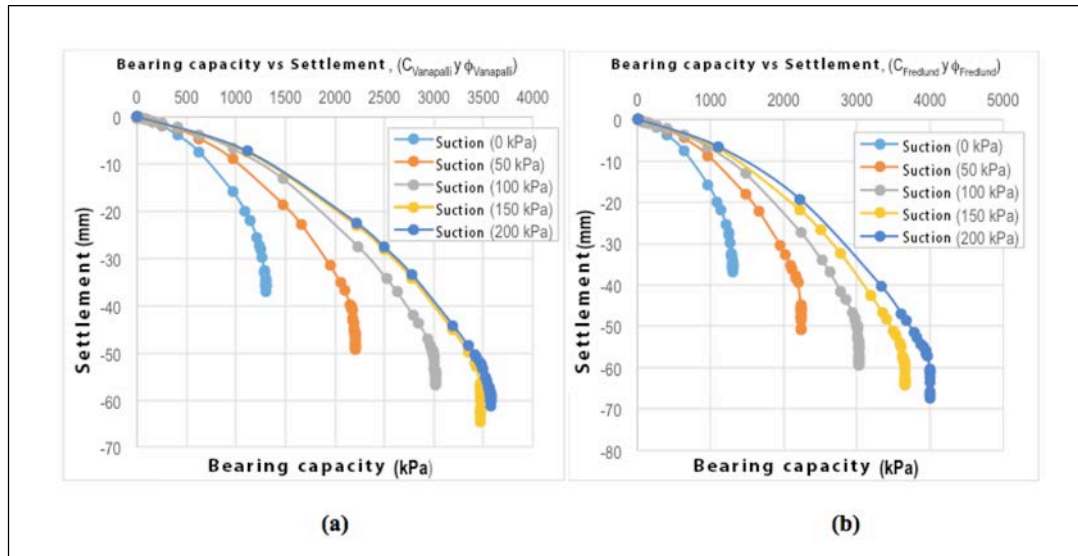 Bearing capacity vs Settlement , (C_Vanapalli y ϕ_Vanapalli)
0 500 1000 1500 2000 2500 3000 3500 4000
0
-10
-20
-30
-40
-50
-60
-70
Settlement (mm)
Suction (0 kPa)
Suction (50 kPa)
Suction (100 kPa)
Suction (150 kPa)
Suction (200 kPa)
Bearing capacity (kPa)
(a)
Bearing capacity vs Settlement , (C_Fredlund y ϕ_Fredlund)
0 1000 2000 3000 4000 5000
0
-10
-20
-30
-40
-50
-60
-70
-80
Settlement(mm)
Suction (0 kPa)
Suction (50 kPa)
Suction (100 kPa)
Suction (150 kPa)
Suction (200 kPa)
Bearing capacity (kPa)
(b)